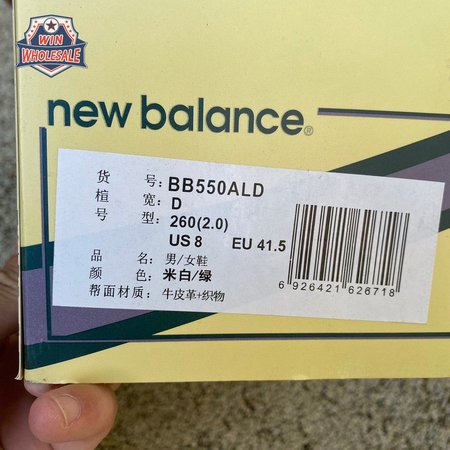 WIN
WHOLESALE
new balance®
货 号: BB550ALD
楦 宽: D
号 型: 260(2.0)
US 8 EU 41.5
品 名: 男/女鞋
颜 色: 米白/绿
帮面材质: 牛皮革+织物
6 926421 626718